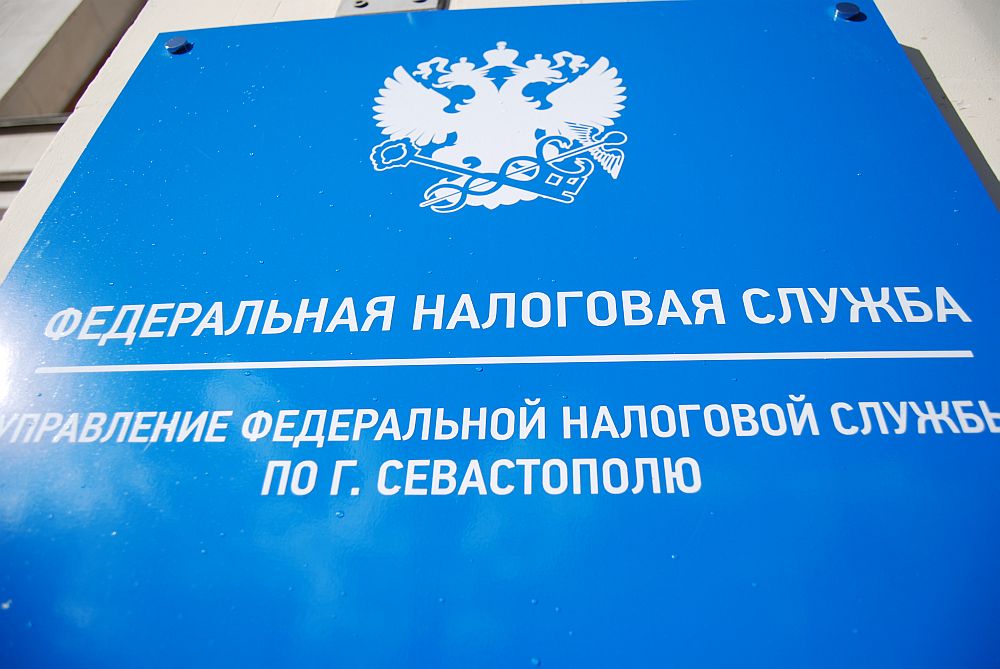 ФЕДЕРАЛЬНАЯ НАЛОГОВАЯ СЛУЖБА
УПРАВЛЕНИЕ ФЕДЕРАЛЬНОЙ НАЛОГОВОЙ СЛУЖБЫ
ПО Г. СЕВАСТОПОЛЮ